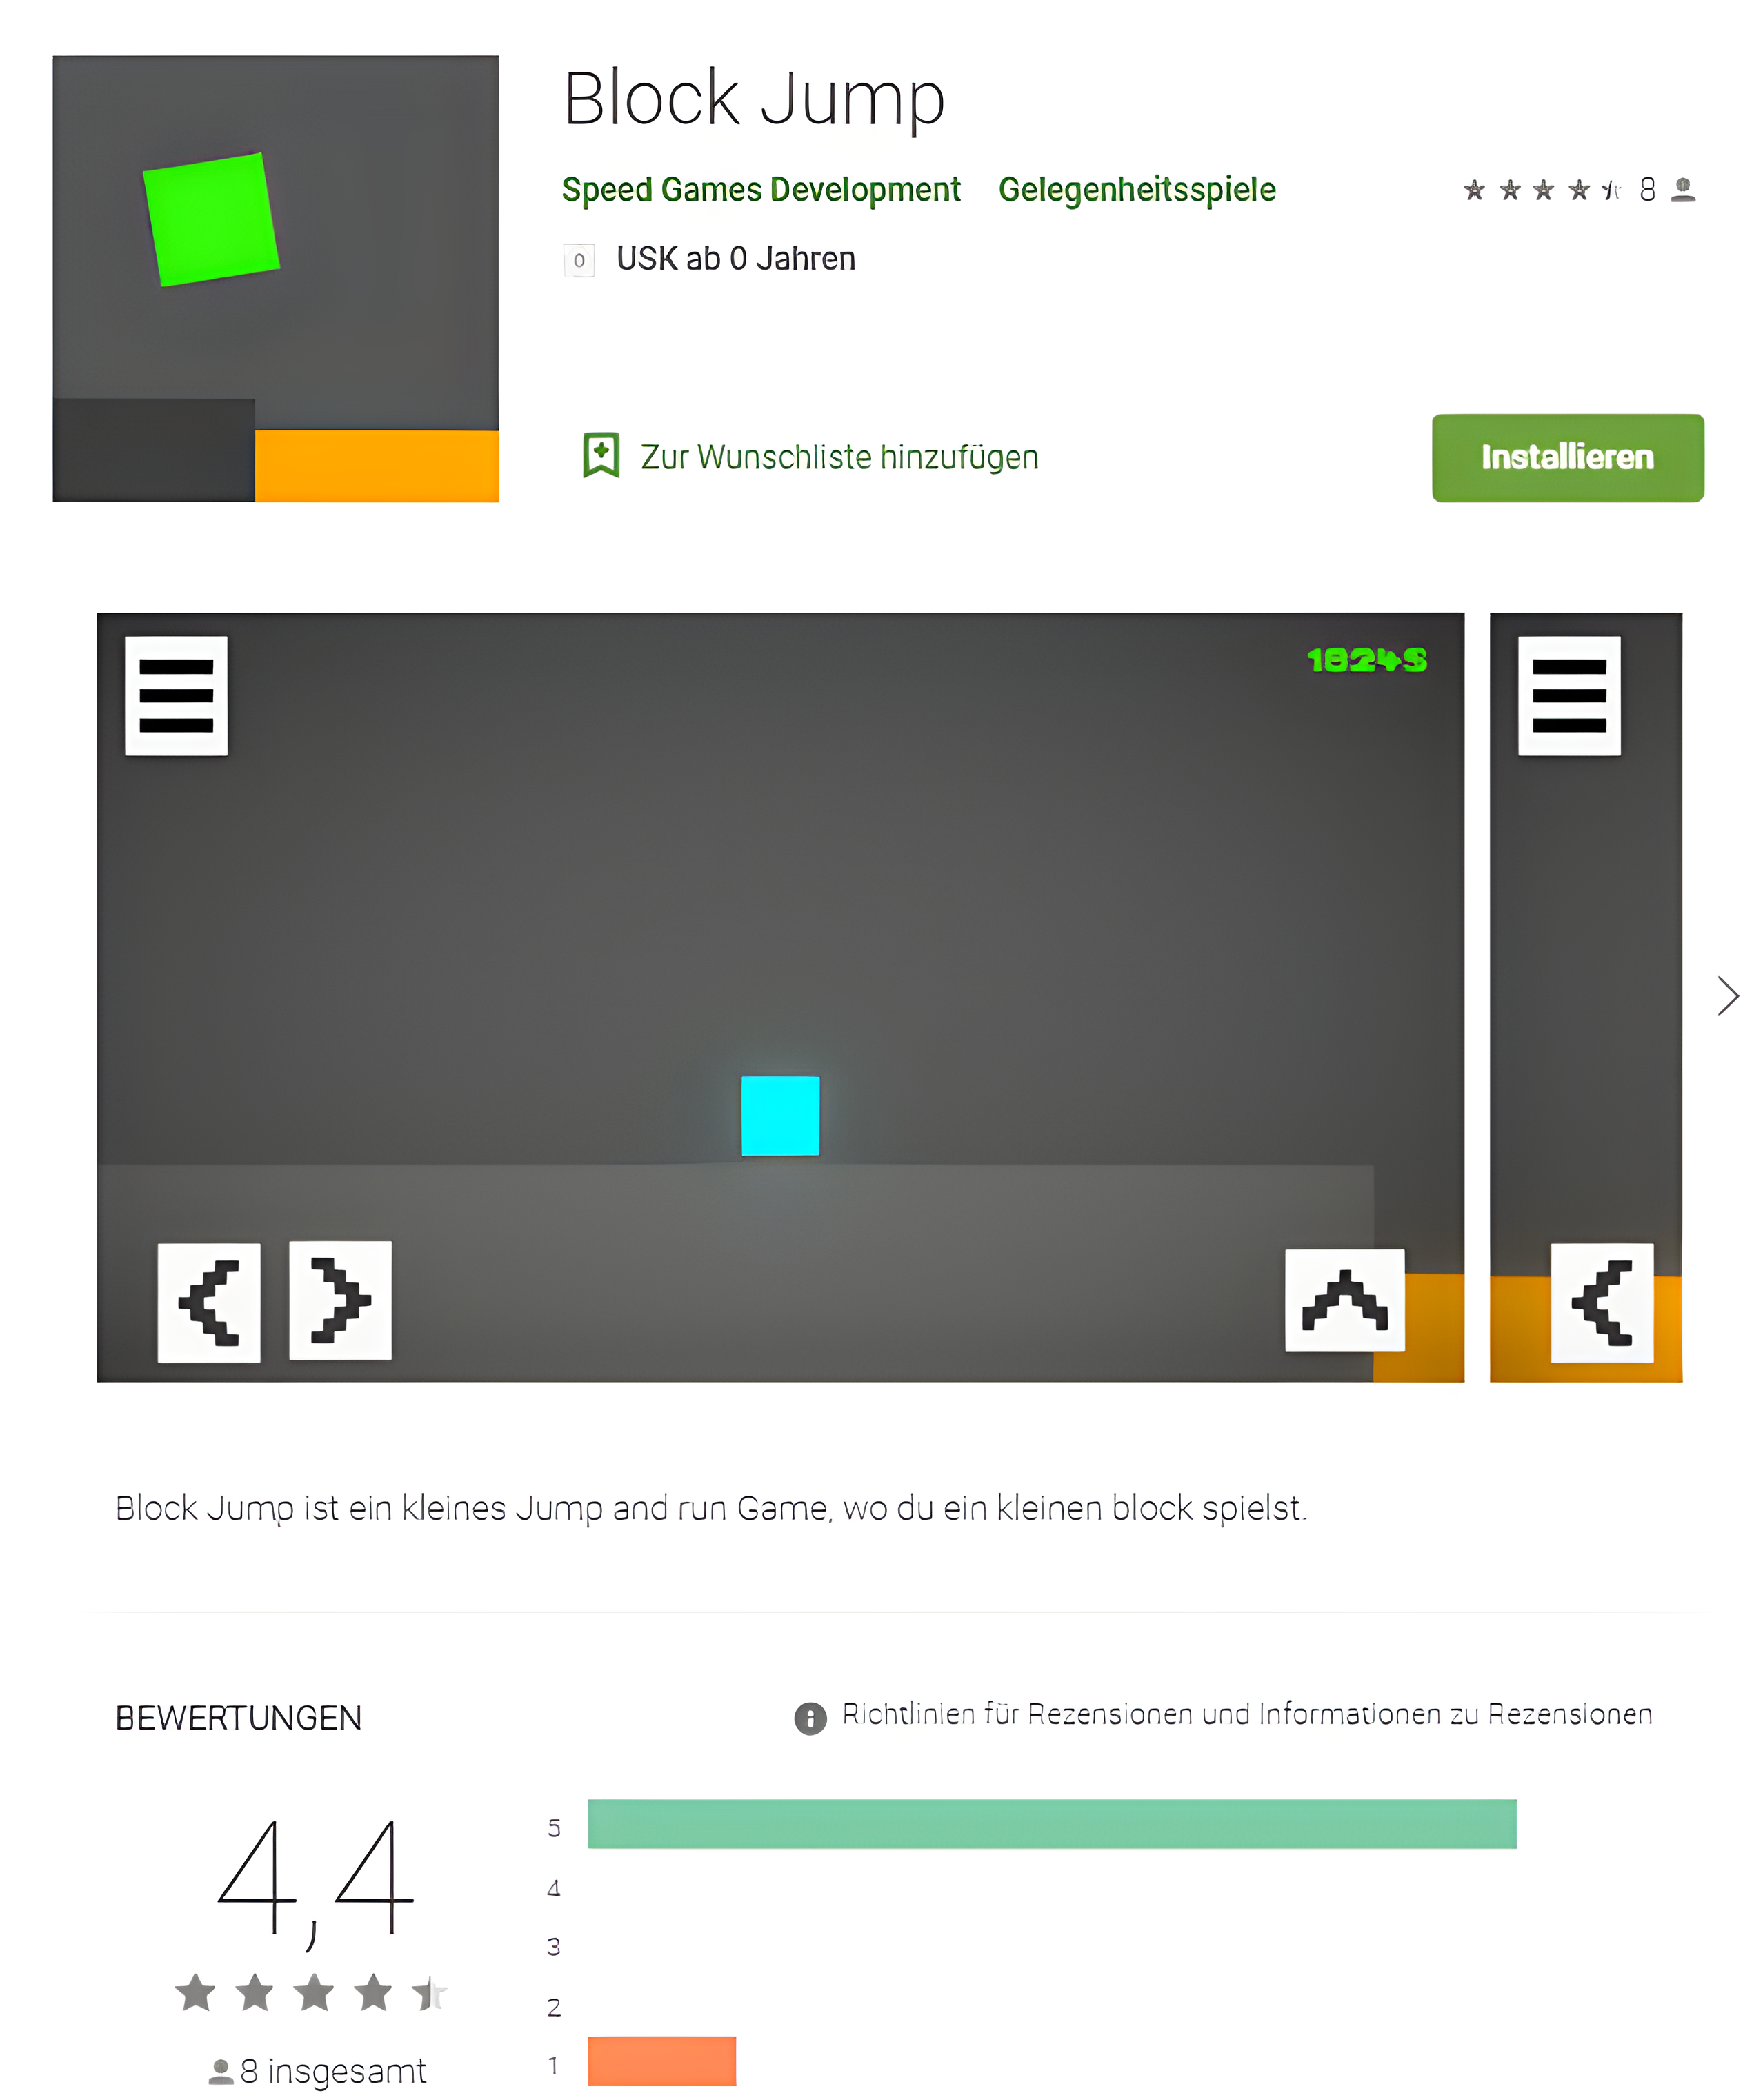 Block Jump
Speed Games Development Gelegenheitsspiele 8
0 USK ab 0 Jahren
Zur Wunschliste hinzufügen Installieren
Block Jump ist ein kleines Jump and run Game, wo du ein kleinen block spielst.
BEWERTUNGEN Richtlinien für Rezensionen und Informationen zu Rezensionen
4,4
8 insgesamt
5
4
3
2
1